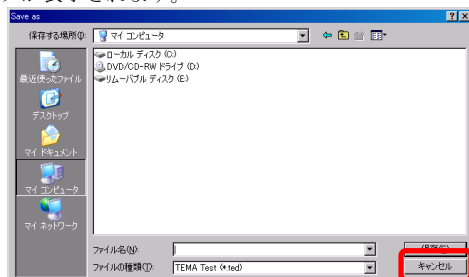 が表示されます。
Save as
保存する場所(I):
マイ コンピュータ
ローカル ディスク (C:)
DVD/CD-RW ドライブ (D:)
リムーバブル ディスク (E:)
最近使ったファイル
デスクトップ
マイ ドキュメント
マイ コンピュータ
マイ ネットワーク
ファイル名(N):
ファイルの種類(T):
TEMA Test (*.ted)
キャンセル